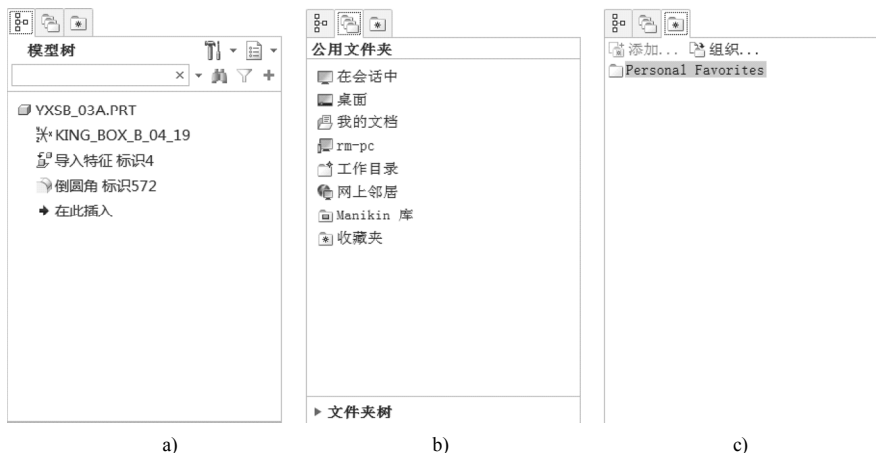 模型树
YXSB_03A.PRT
KING_BOX_B_04_19
导入特征 标识4
倒圆角 标识572
在此插入
a)
公用文件夹
在会话中
桌面
我的文档
rm-pc
工作目录
网上邻居
Manikin 库
收藏夹
文件夹树
b)
添加... 组织...
Personal Favorites
c)